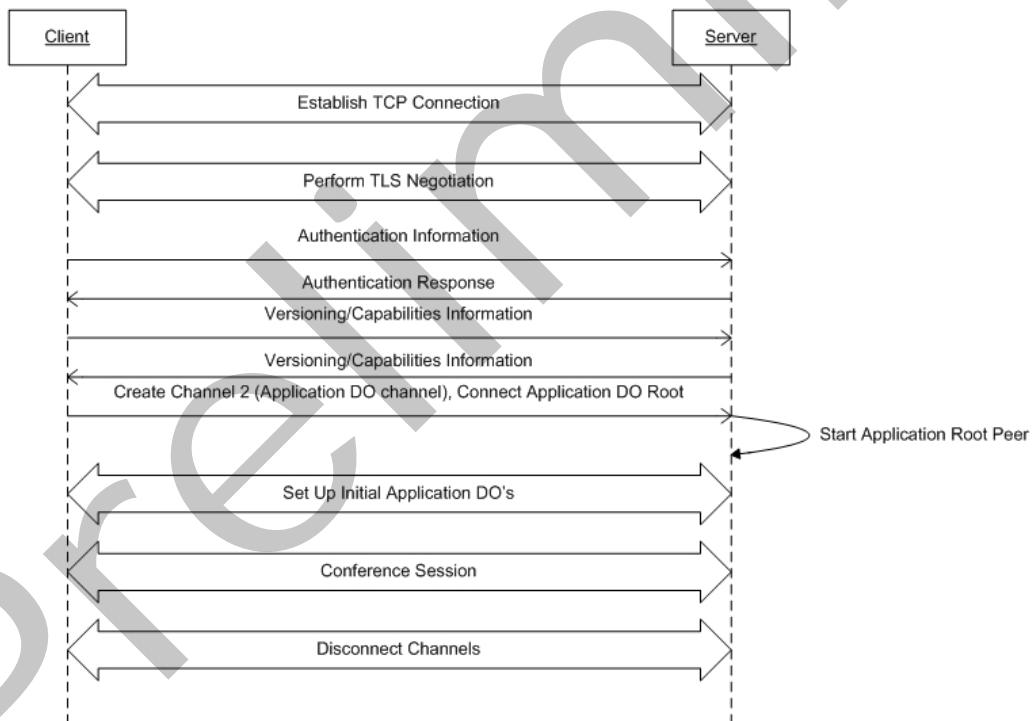 Client
Server
Establish TCP Connection
Perform TLS Negotiation
Authentication Information
Authentication Response
Versioning/Capabilities Information
Versioning/Capabilities Information
Create Channel 2 (Application DO channel), Connect Application DO Root
Start Application Root Peer
Set Up Initial Application DO's
Conference Session
Disconnect Channels
Prelim